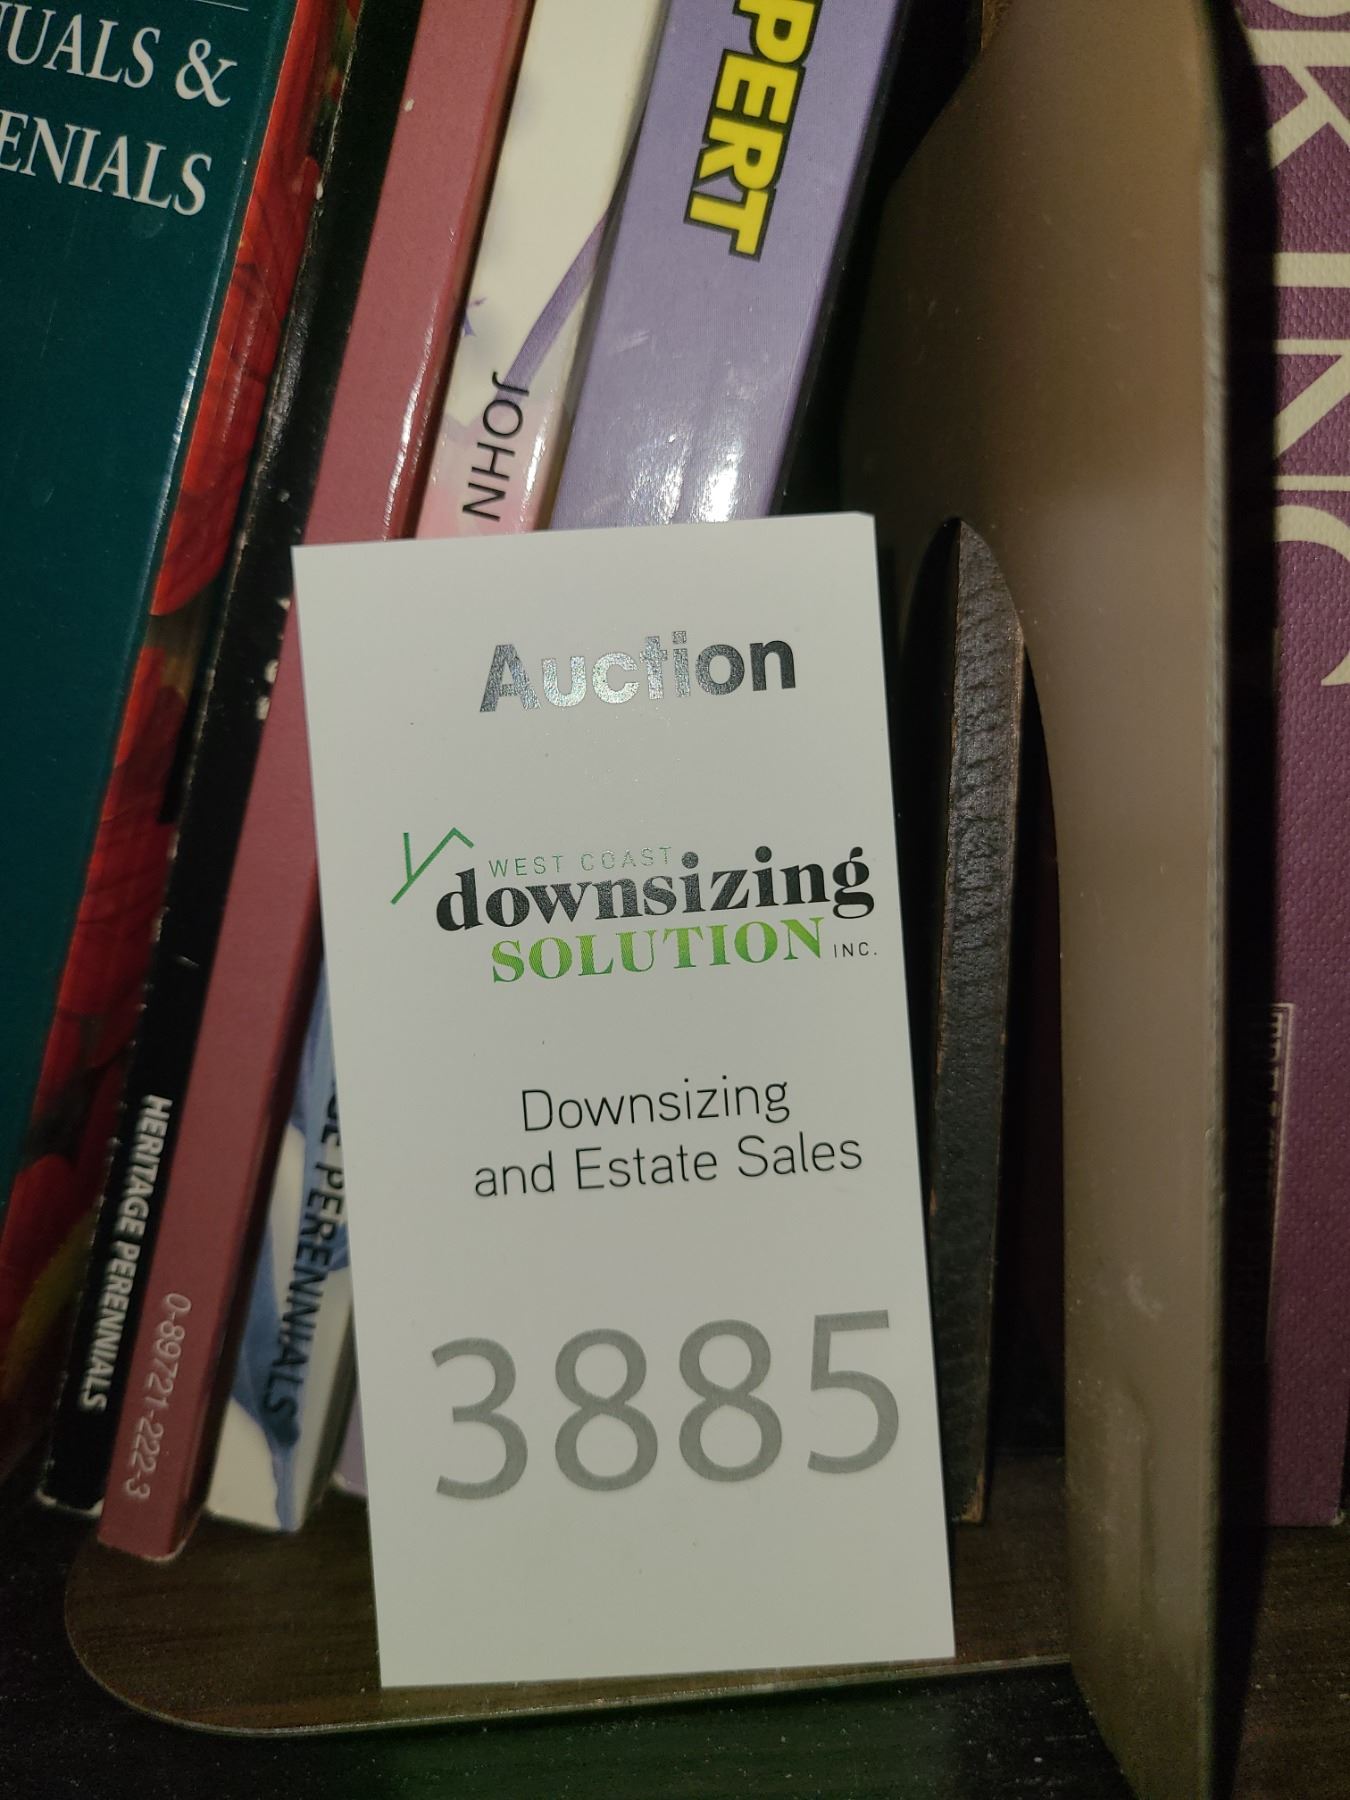 UALS &
ENIALS
PERT
JOHN
HERITAGE PERENNIALS
0-89721-222-3
PERENNIALS
Auction
WEST COAST
downsizing
SOLUTION INC.
Downsizing
and Estate Sales
3885